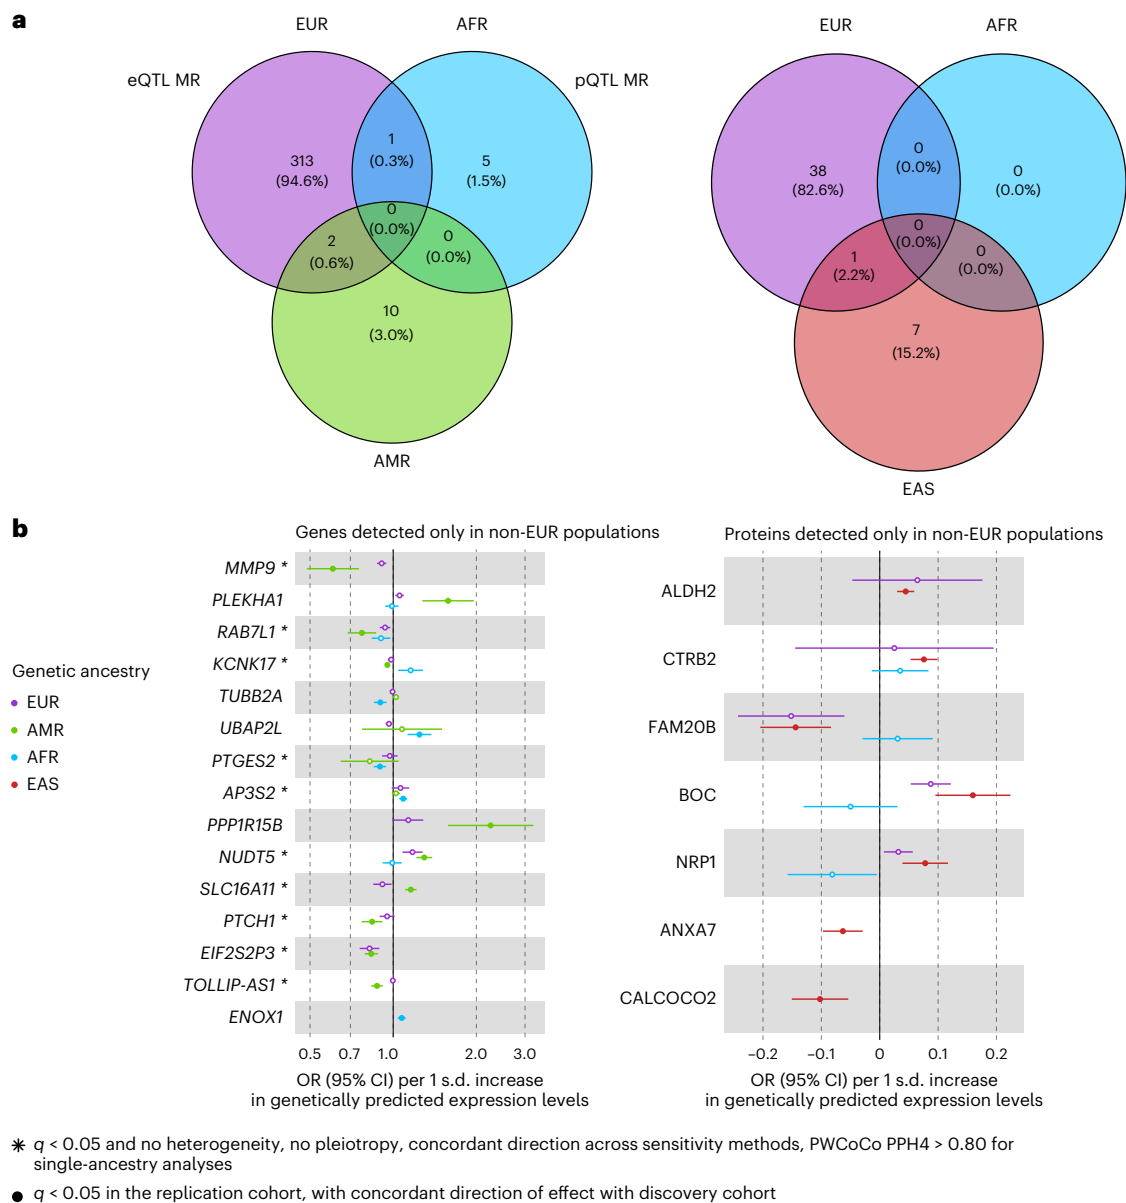 a
EUR
AFR
eQTL MR
pQTL MR
313
(94.6%)
1
(0.3%)
5
(1.5%)
0
(0.0%)
2
(0.6%)
0
(0.0%)
10
(3.0%)
AMR
EUR
AFR
38
(82.6%)
0
(0.0%)
0
(0.0%)
0
(0.0%)
1
(2.2%)
0
(0.0%)
7
(15.2%)
EAS
b
Genetic ancestry
EUR
AMR
AFR
EAS
Genes detected only in non-EUR populations
MMP9 *
PLEKHA1
RAB7L1 *
KCNK17 *
TUBB2A
UBAP2L
PTGES2 *
AP3S2 *
PPP1R15B
NUDT5 *
SLC16A11 *
PTCH1 *
EIF2S2P3 *
TOLLIP-AS1 *
ENOX1
0.5 0.7 1.0 2.0 3.0
OR (95% CI) per 1 s.d. increase
in genetically predicted expression levels
Proteins detected only in non-EUR populations
ALDH2
CTRB2
FAM20B
BOC
NRP1
ANXA7
CALCOCO2
−0.2 −0.1 0 0.1 0.2
OR (95% CI) per 1 s.d. increase
in genetically predicted expression levels
* q < 0.05 and no heterogeneity, no pleiotropy, concordant direction across sensitivity methods, PWCoCo PPH4 > 0.80 for
single-ancestry analyses
● q < 0.05 in the replication cohort, with concordant direction of effect with discovery cohort